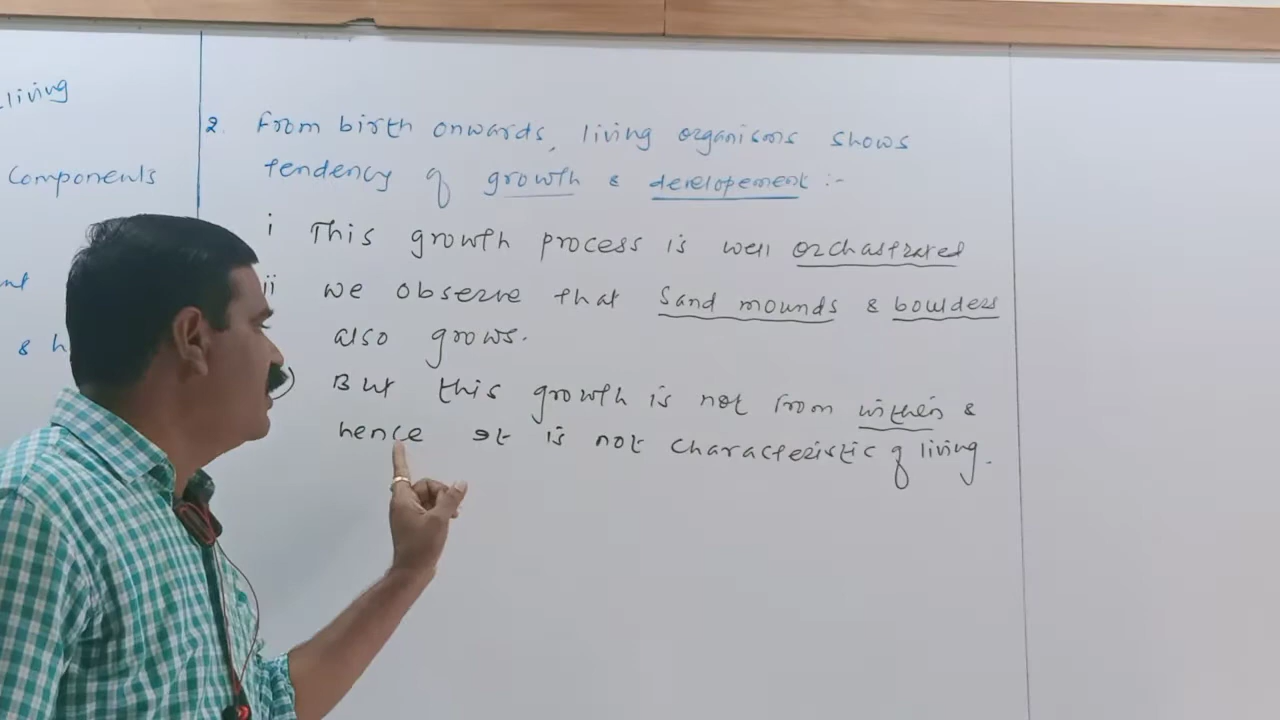 living
Components
& h
2. From birth onwards, living organisms shows
tendency of growth & developement :-
i This growth process is well orchastrated
ii we observe that Sand mounds & boulders
also grows.
But this growth is not from within &
hence It is not characteristic of living.